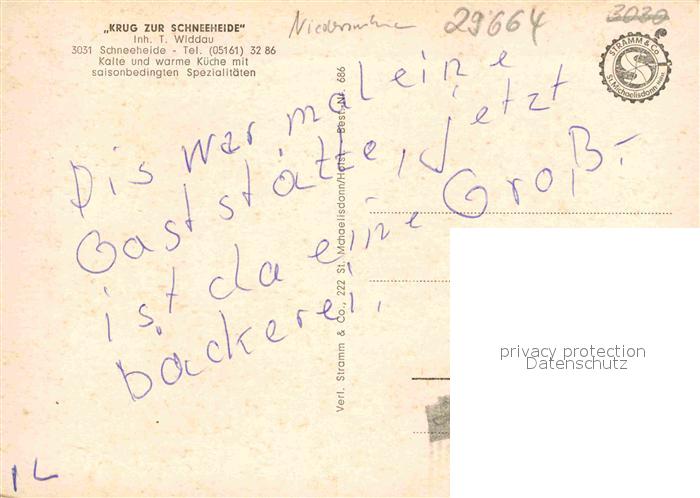 „KRUG ZUR SCHNEEHEIDE"
Inh. T. Widdau
3031 Schneeheide - Tel. (05161) 32 86
Kalte und warme Küche mit
saisonbedingten Spezialitäten
29664
3030
STRAMM & Co
St. Michaelisdonn
Dis war mal eine
Gaststätte, Jetzt
ist da eine Groß-
backerei.
Verl. Stramm & Co., 222 St. Michaelisdonn/Holst. Best.-Nr. 686
privacy protection
Datenschutz